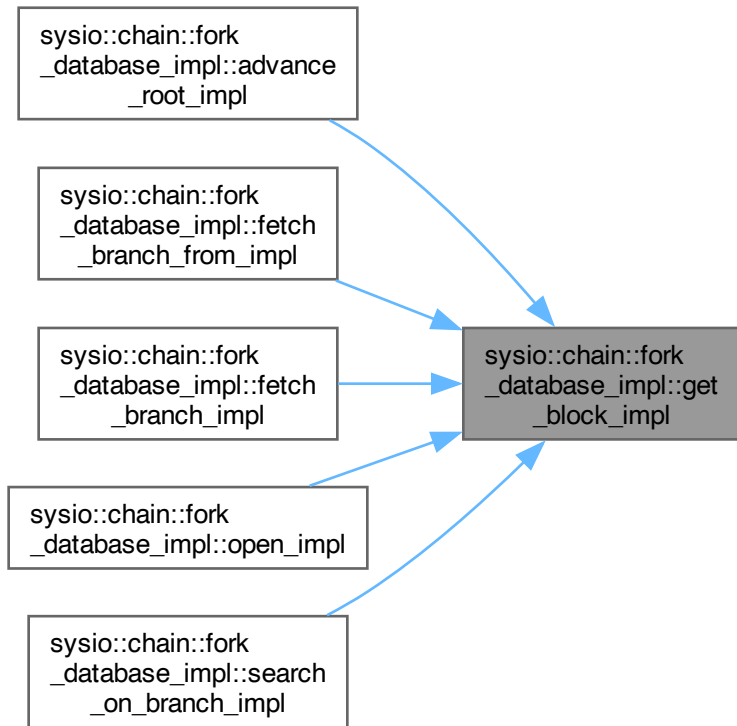 sysio::chain::fork
_database_impl::advance
_root_impl
sysio::chain::fork
_database_impl::fetch
_branch_from_impl
sysio::chain::fork
_database_impl::fetch
_branch_impl
sysio::chain::fork
_database_impl::get
_block_impl
sysio::chain::fork
_database_impl::open_impl
sysio::chain::fork
_database_impl::search
_on_branch_impl